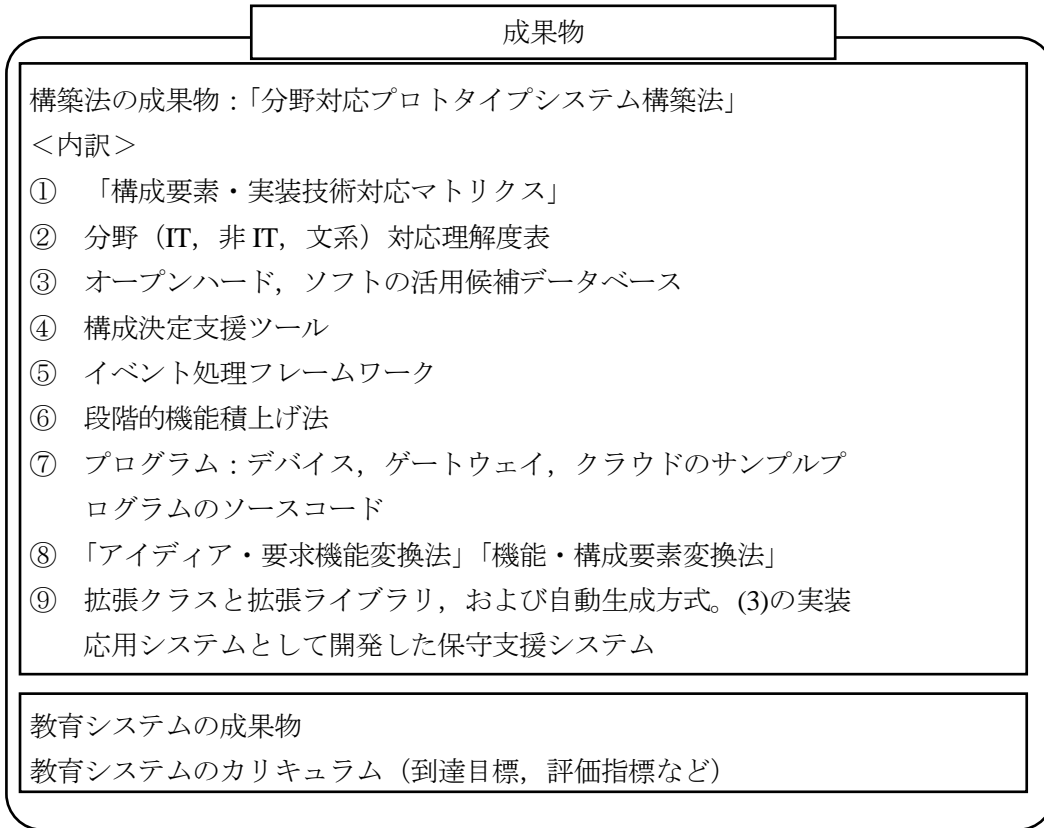 成果物
構築法の成果物:「分野対応プロトタイプシステム構築法」
<内訳>
① 「構成要素・実装技術対応マトリクス」
② 分野(IT,非 IT,文系)対応理解度表
③ オープンハード,ソフトの活用候補データベース
④ 構成決定支援ツール
⑤ イベント処理フレームワーク
⑥ 段階的機能積上げ法
⑦ プログラム:デバイス,ゲートウェイ,クラウドのサンプルプ
ログラムのソースコード
⑧ 「アイディア・要求機能変換法」「機能・構成要素変換法」
⑨ 拡張クラスと拡張ライブラリ,および自動生成方式。(3)の実装
応用システムとして開発した保守支援システム
教育システムの成果物
教育システムのカリキュラム(到達目標,評価指標など)